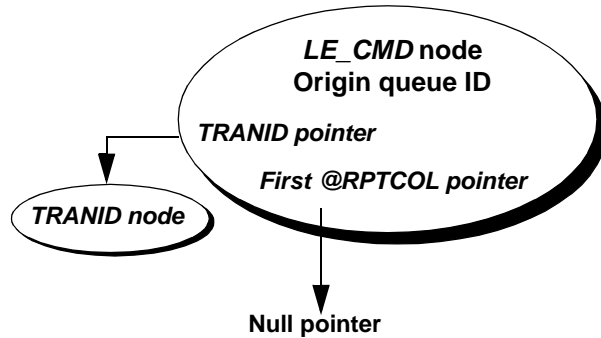 LE_CMD node
Origin queue ID
TRANID pointer
First @RPTCOL pointer
TRANID node
Null pointer